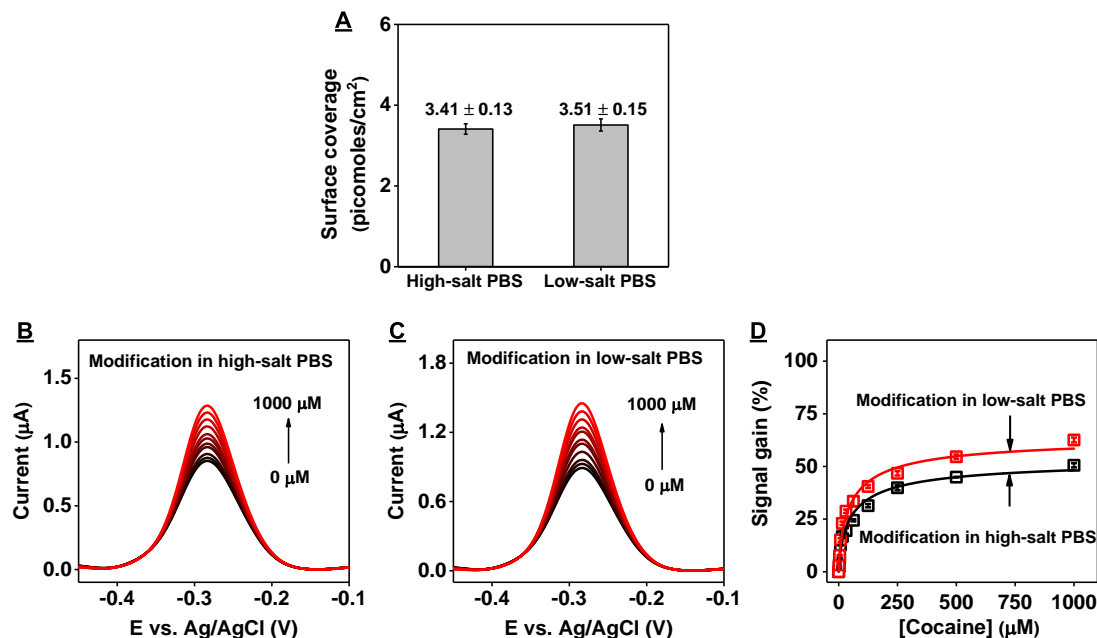 A
Surface coverage
(picomoles/cm²)
6
4
2
0
3.41 ± 0.13
3.51 ± 0.15
High-salt PBS
Low-salt PBS
B
Modification in high-salt PBS
1000 µM
0 µM
Current (µA)
1.5
1.0
0.5
0.0
-0.4
-0.3
-0.2
-0.1
E vs. Ag/AgCl (V)
C
Modification in low-salt PBS
1000 µM
0 µM
Current (µA)
1.8
1.2
0.6
0.0
-0.4
-0.3
-0.2
-0.1
E vs. Ag/AgCl (V)
D
Signal gain (%)
100
75
50
25
0
Modification in low-salt PBS
Modification in high-salt PBS
0
250
500
750
1000
[Cocaine] (µM)